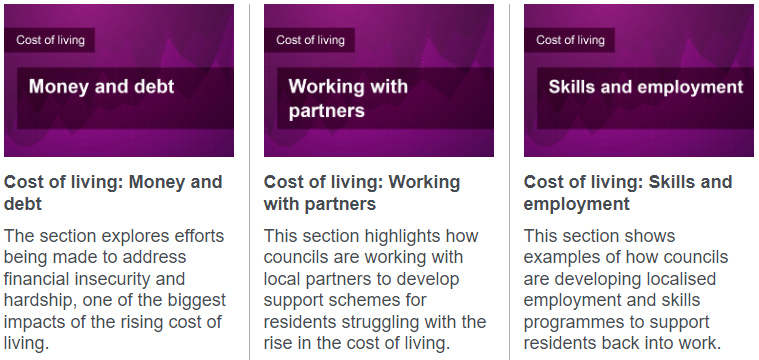 Cost of living
Money and debt
Cost of living: Money and
debt
The section explores efforts
being made to address
financial insecurity and
hardship, one of the biggest
impacts of the rising cost of
living.
Cost of living
Working with
partners
Cost of living: Working
with partners
This section highlights how
councils are working with
local partners to develop
support schemes for
residents struggling with the
rise in the cost of living.
Cost of living
Skills and employment
Cost of living: Skills and
employment
This section shows
examples of how councils
are developing localised
employment and skills
programmes to support
residents back into work.